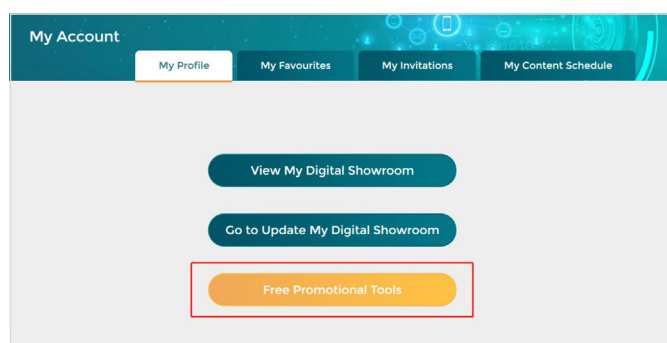 My Account
My Profile
My Favourites
My Invitations
My Content Schedule
View My Digital Showroom
Go to Update My Digital Showroom
Free Promotional Tools